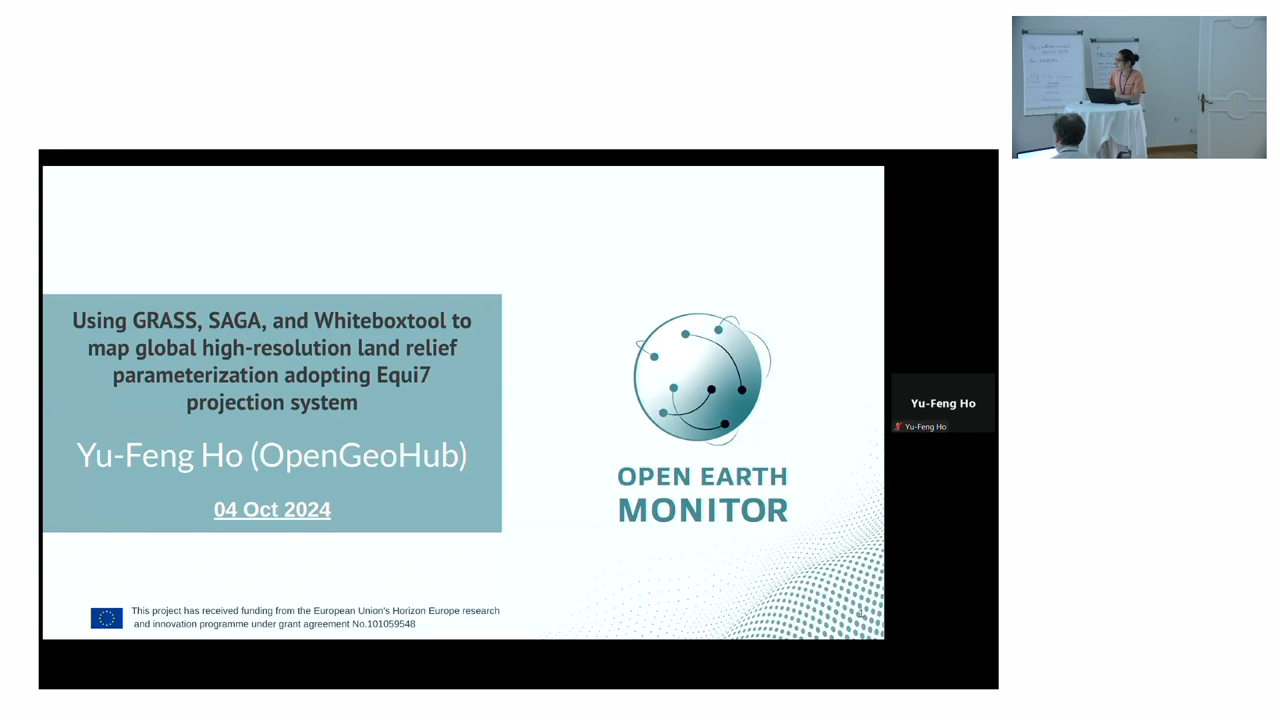 Using GRASS, SAGA, and Whiteboxtool to
map global high-resolution land relief
parameterization adopting Equi7
projection system
Yu-Feng Ho (OpenGeoHub)
04 Oct 2024
OPEN EARTH
MONITOR
This project has received funding from the European Union's Horizon Europe research
and innovation programme under grant agreement No.101059548
Yu-Feng Ho
Yu-Feng Ho